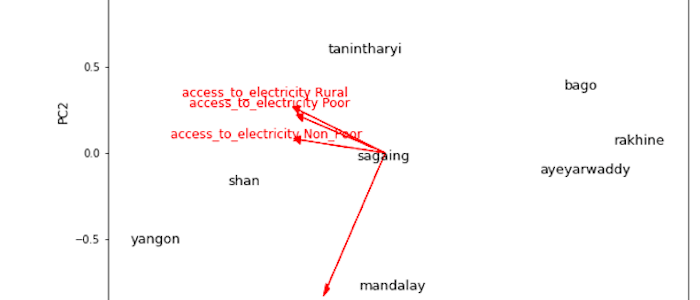 tanintharyi
0.5
bago
access_to_electricity Rural
access_to_electricity Poor
PC2
access_to_electricity Non_Poor
rakhine
0.0
sagaing
ayeyarwaddy
shan
yangon
−0.5
mandalay